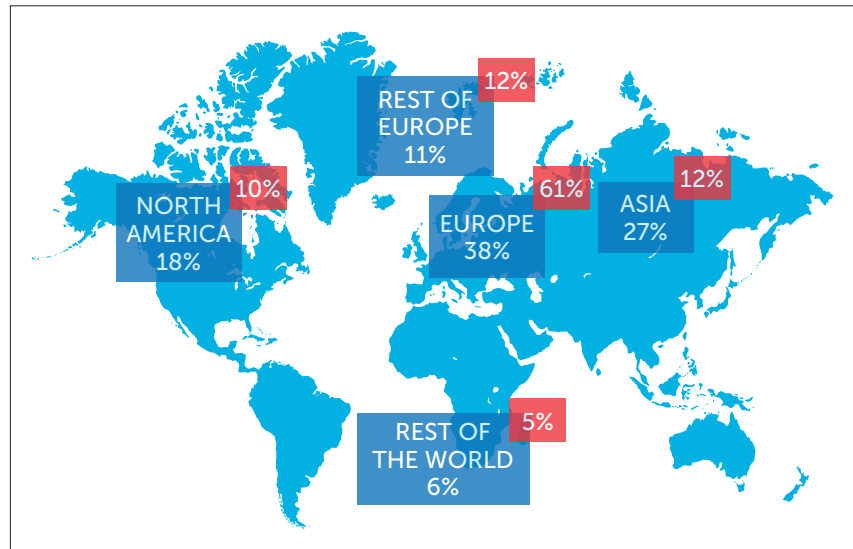 12%
REST OF
EUROPE
11%
10%
NORTH
AMERICA
18%
61%
EUROPE
38%
12%
ASIA
27%
5%
REST OF
THE WORLD
6%